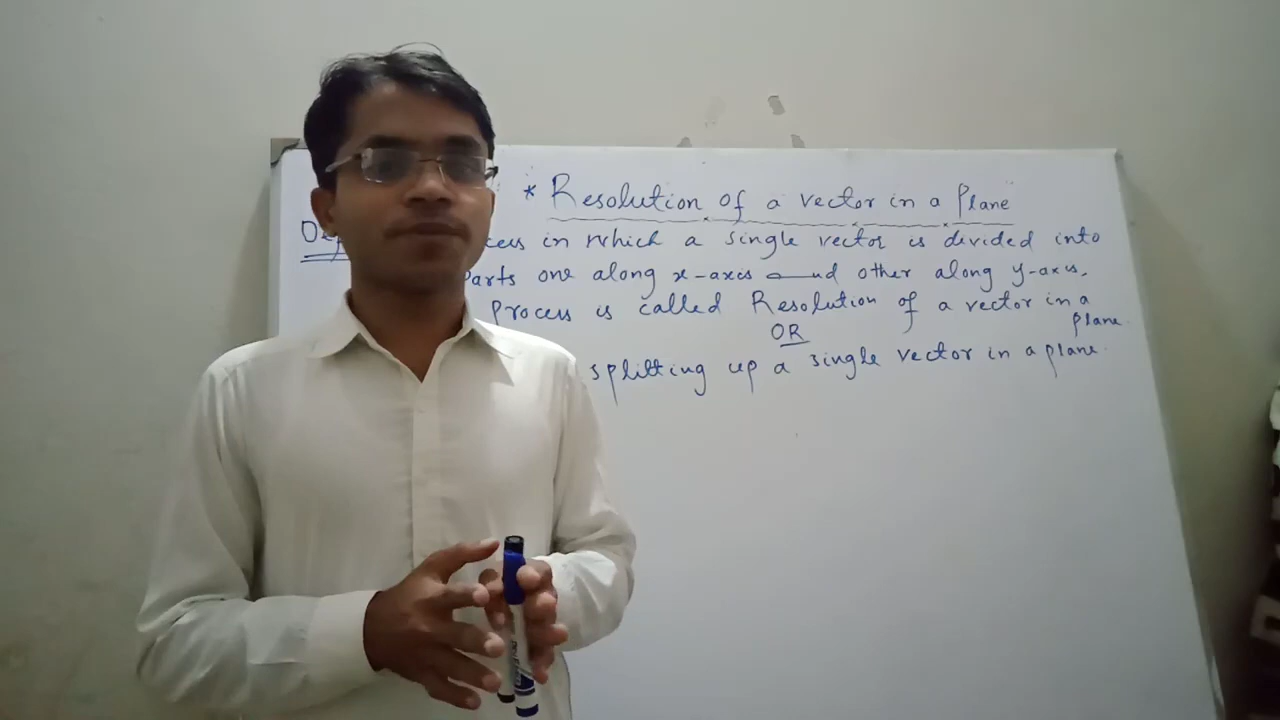 * Resolution of a vector in a Plane
cess in which a single vector is divided into
Parts one along x-axis and other along y-axis.
Process is called Resolution of a vector in a
plane.
OR
splitting up a single vector in a plane.